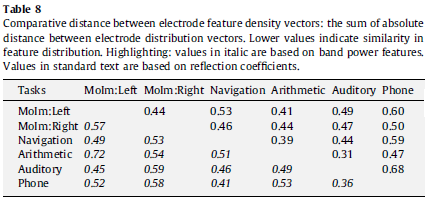 Table 8
Comparative distance between electrode feature density vectors: the sum of absolute
distance between electrode distribution vectors. Lower values indicate similarity in
feature distribution. Highlighting: values in italic are based on band power features.
Values in standard text are based on reflection coefficients.
Tasks MoIm:Left MoIm:Right Navigation Arithmetic Auditory Phone
MoIm:Left 0.44 0.53 0.41 0.49 0.60
MoIm:Right 0.57 0.46 0.44 0.47 0.50
Navigation 0.49 0.53 0.39 0.44 0.59
Arithmetic 0.72 0.54 0.51 0.31 0.47
Auditory 0.45 0.59 0.46 0.49 0.68
Phone 0.52 0.58 0.41 0.53 0.36